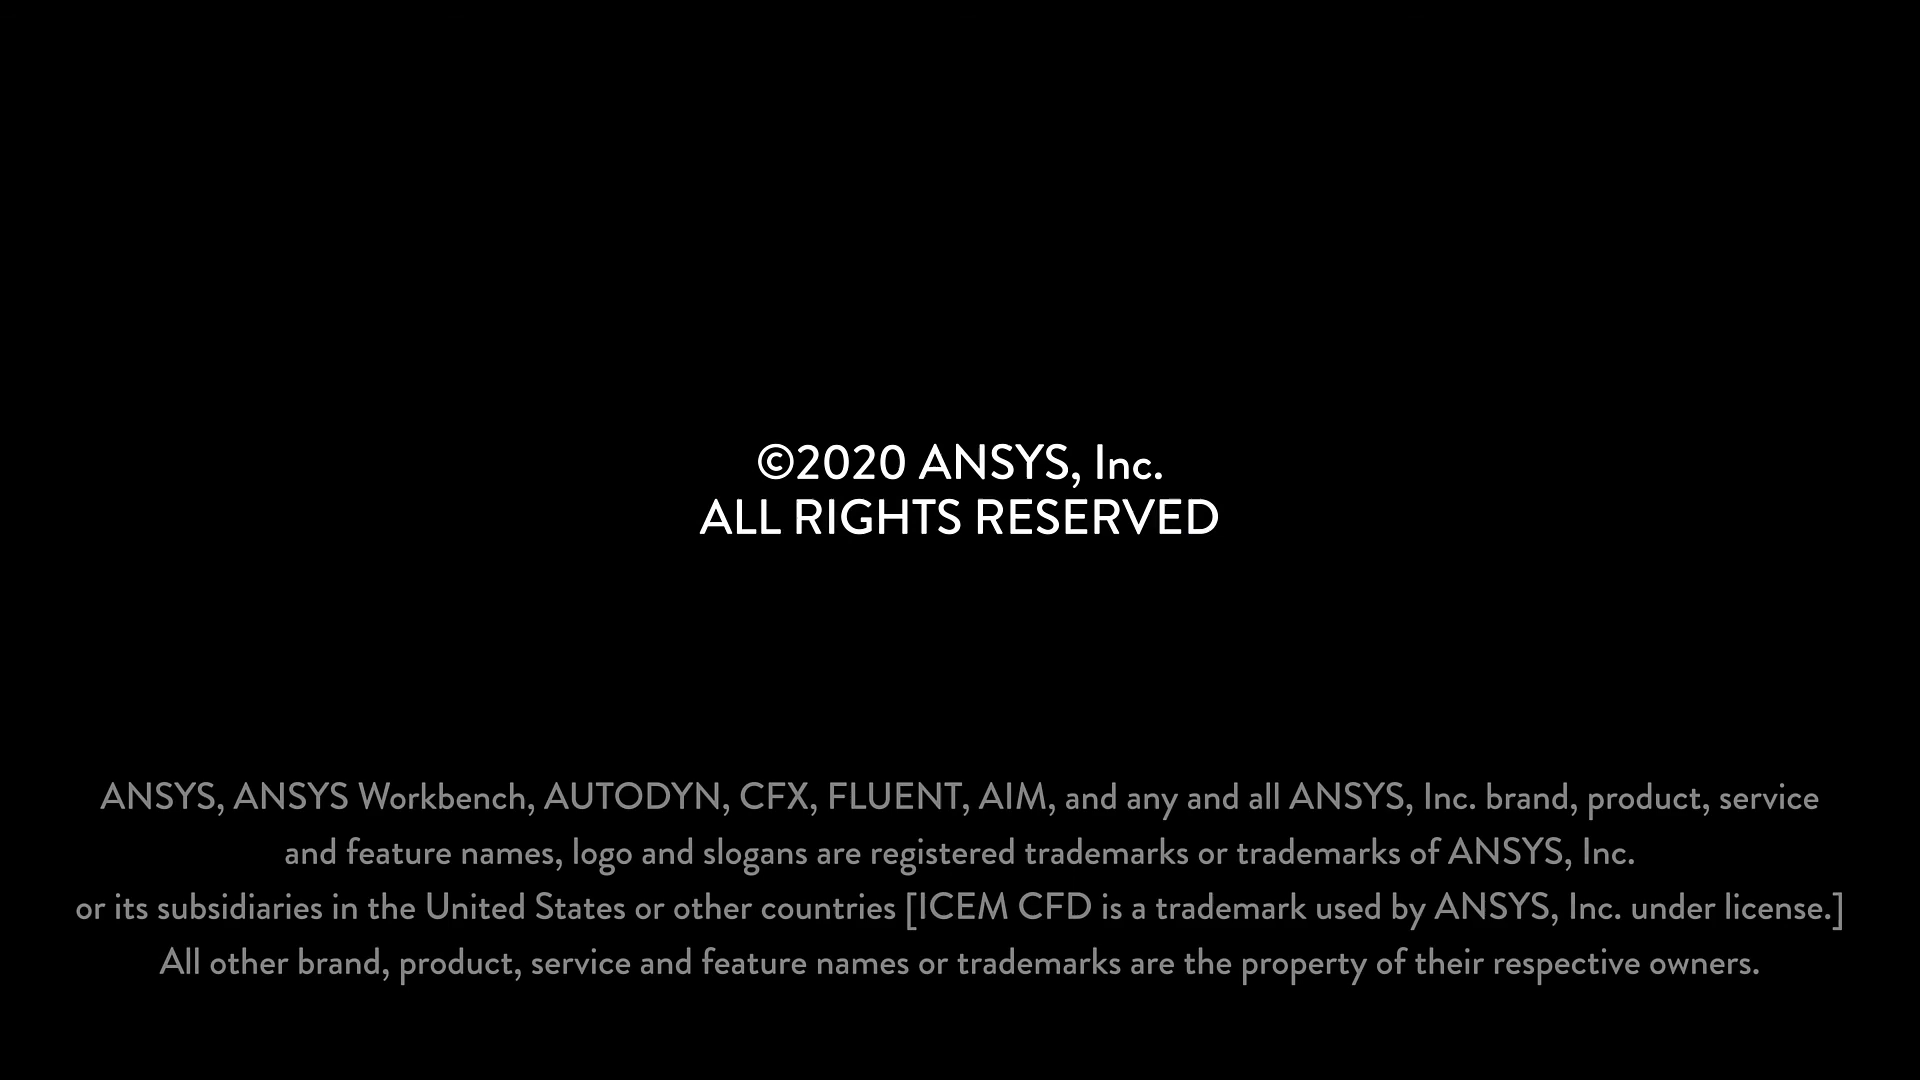 ©2020 ANSYS, Inc.
ALL RIGHTS RESERVED
ANSYS, ANSYS Workbench, AUTODYN, CFX, FLUENT, AIM, and any and all ANSYS, Inc. brand, product, service
and feature names, logo and slogans are registered trademarks or trademarks of ANSYS, Inc.
or its subsidiaries in the United States or other countries [ICEM CFD is a trademark used by ANSYS, Inc. under license.]
All other brand, product, service and feature names or trademarks are the property of their respective owners.